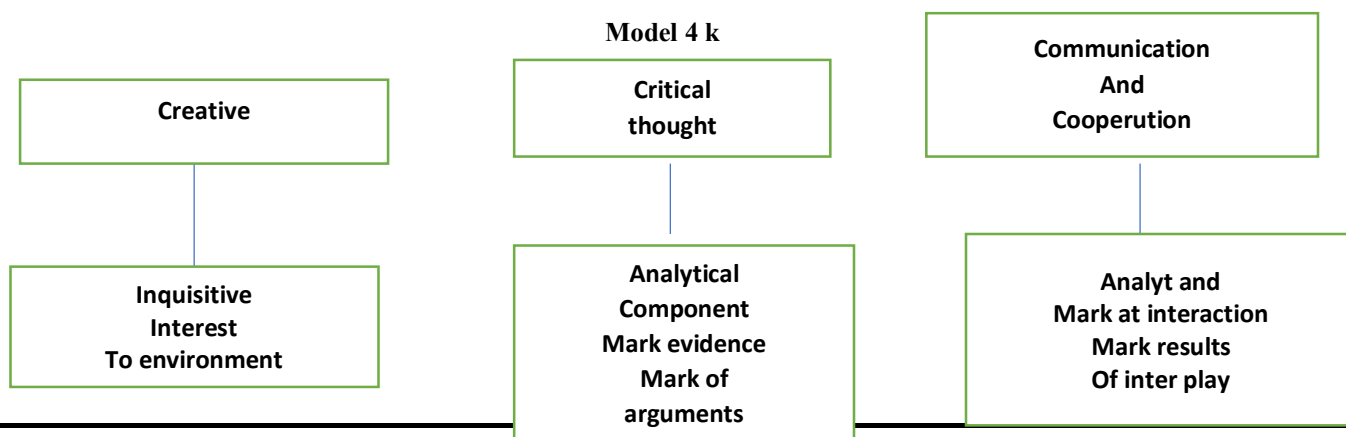 Model 4 k
Creative
Critical
thought
Communication
And
Cooperution
Inquisitive
Interest
To environment
Analytical
Component
Mark evidence
Mark of
arguments
Analyt and
Mark at interaction
Mark results
Of inter play